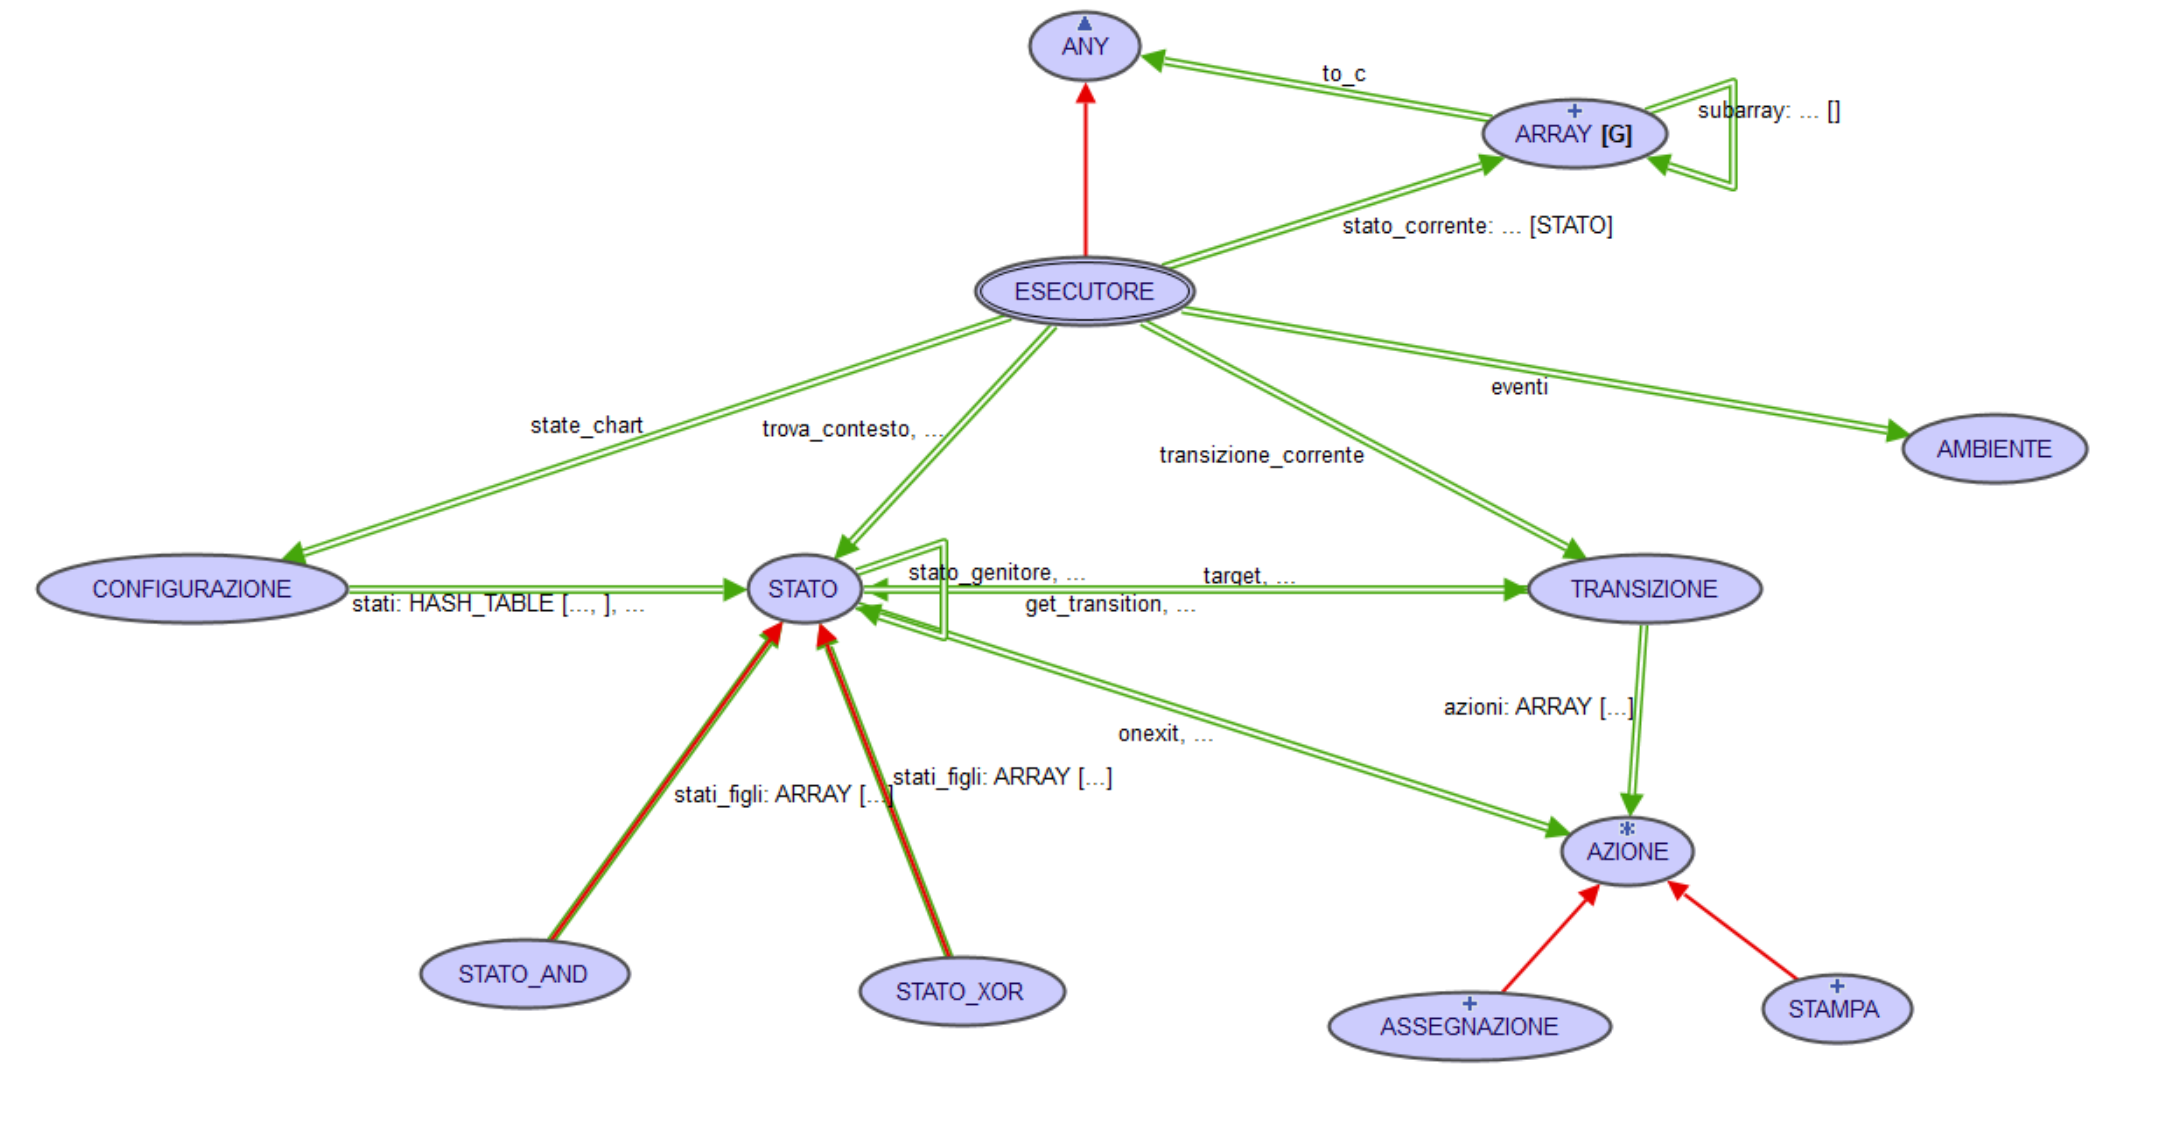 ANY
to_c
subarray: ... []
ARRAY [G]
stato_corrente: ... [STATO]
ESECUTORE
eventi
state_chart
trova_contesto, ...
transizione_corrente
AMBIENTE
CONFIGURAZIONE
stati: HASH_TABLE [..., ], ...
STATO
stato_genitore, ...
target, ...
get_transition, ...
TRANSIZIONE
azioni: ARRAY [...]
onexit, ...
stati_figli: ARRAY [...]
stati_figli: ARRAY [...]
*
AZIONE
STATO_AND
STATO_XOR
+
ASSEGNAZIONE
+
STAMPA